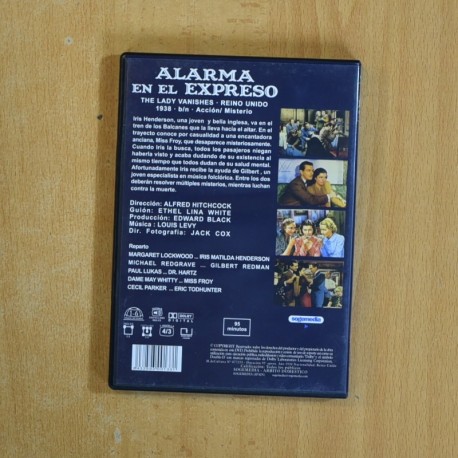 ALARMA
EN EL EXPRESO
THE LADY VANISHES - REINO UNIDO
1938 - b/n - Acción/ Misterio
Iris Henderson, una joven y bella inglesa, va en el
tren de los Balcanes que la lleva hacia el altar. En el
trayecto conoce por casualidad a una encantadora
anciana, Miss Froy, que desaparece misteriosamente.
Cuando Iris la busca, todos los pasajeros niegan
haberla visto y acaba dudando de su existencia al
mismo tiempo que todos dudan de su salud mental.
Afortunadamente Iris recibe la ayuda de Gilbert , un
joven especialista en música folclórica. Entre los dos
deberán resolver múltiples misterios, mientras luchan
contra la muerte.
Dirección: ALFRED HITCHCOCK
Guión: ETHEL LINA WHITE
Producción: EDWARD BLACK
Música : LOUIS LEVY
Dir. Fotografía: JACK COX
Reparto
MARGARET LOCKWOOD ... IRIS MATILDA HENDERSON
MICHAEL REDGRAVE .... GILBERT REDMAN
PAUL LUKAS ... DR. HARTZ
DAME MAY WHITTY ... MISS FROY
CECIL PARKER ... ERIC TODHUNTER
sogemedia
DOLBY
DIGITAL
4/3
95
minutos